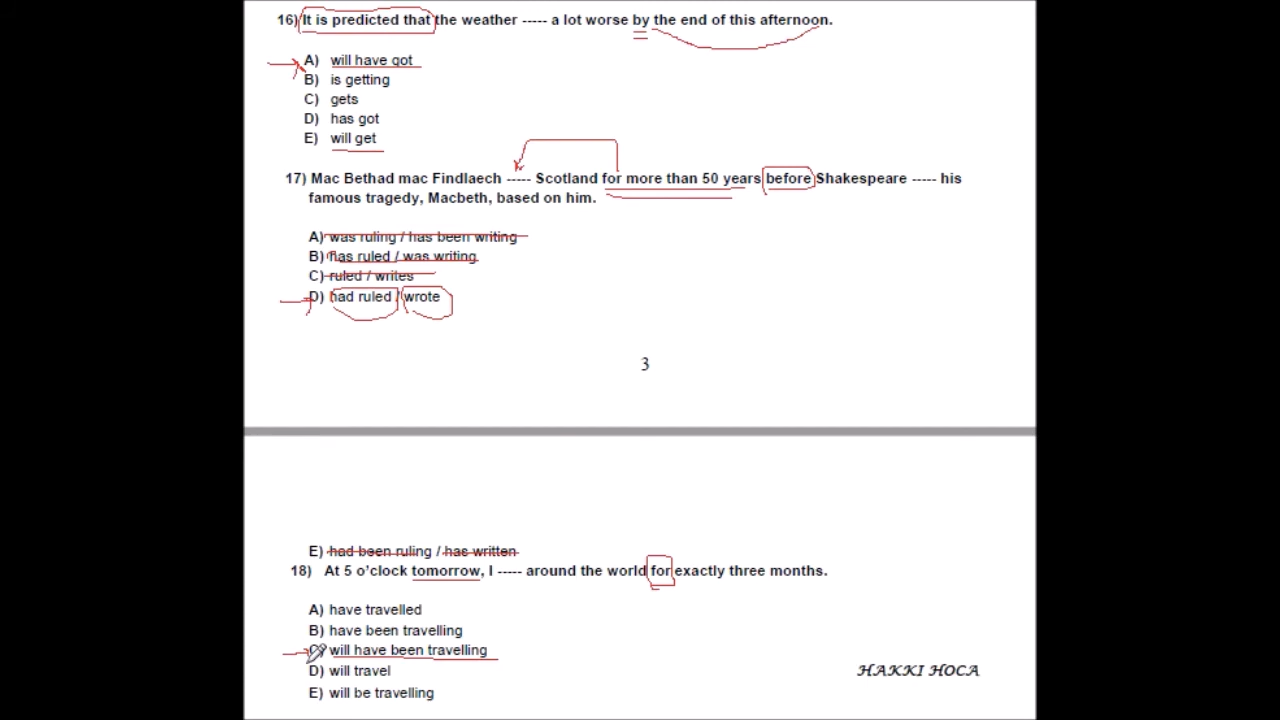 16) It is predicted that the weather ----- a lot worse by the end of this afternoon.
A) will have got
B) is getting
C) gets
D) has got
E) will get
17) Mac Bethad mac Findlaech ----- Scotland for more than 50 years before Shakespeare ----- his
famous tragedy, Macbeth, based on him.
A) was ruling / has been writing
B) has ruled / was writing
C) ruled / writes
D) had ruled / wrote
3
E) had been ruling / has written
18) At 5 o'clock tomorrow, I ----- around the world for exactly three months.
A) have travelled
B) have been travelling
C) will have been travelling
D) will travel
E) will be travelling
HAKKI HOCA